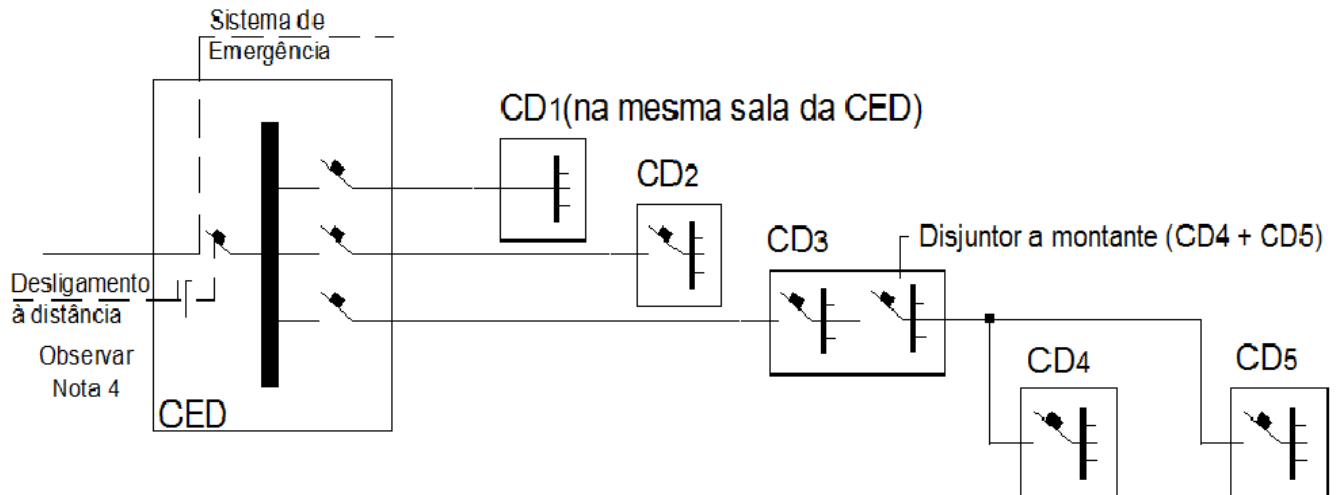 Sistema de
Emergência
CD1(na mesma sala da CED)
CD2
CD3
Disjuntor a montante (CD4 + CD5)
Desligamento
à distância
Observar
Nota 4
CED
CD4
CD5